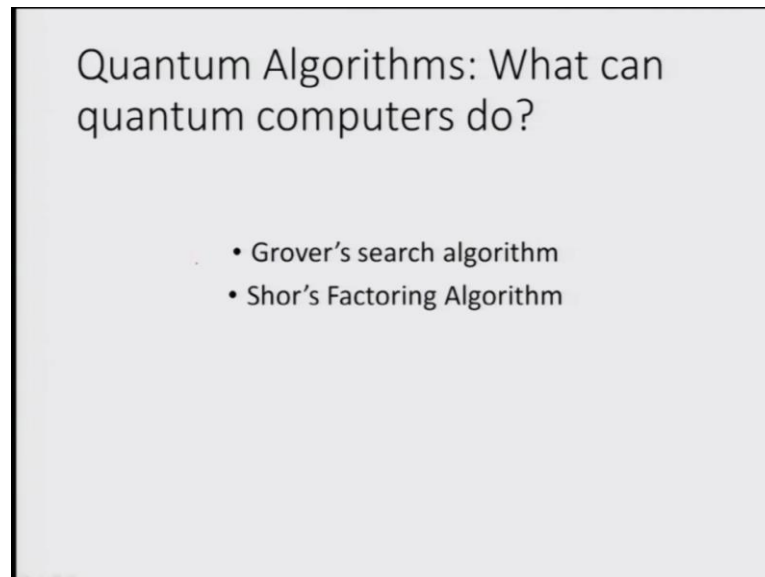 Quantum Algorithms: What can
quantum computers do?
• Grover's search algorithm
• Shor's Factoring Algorithm